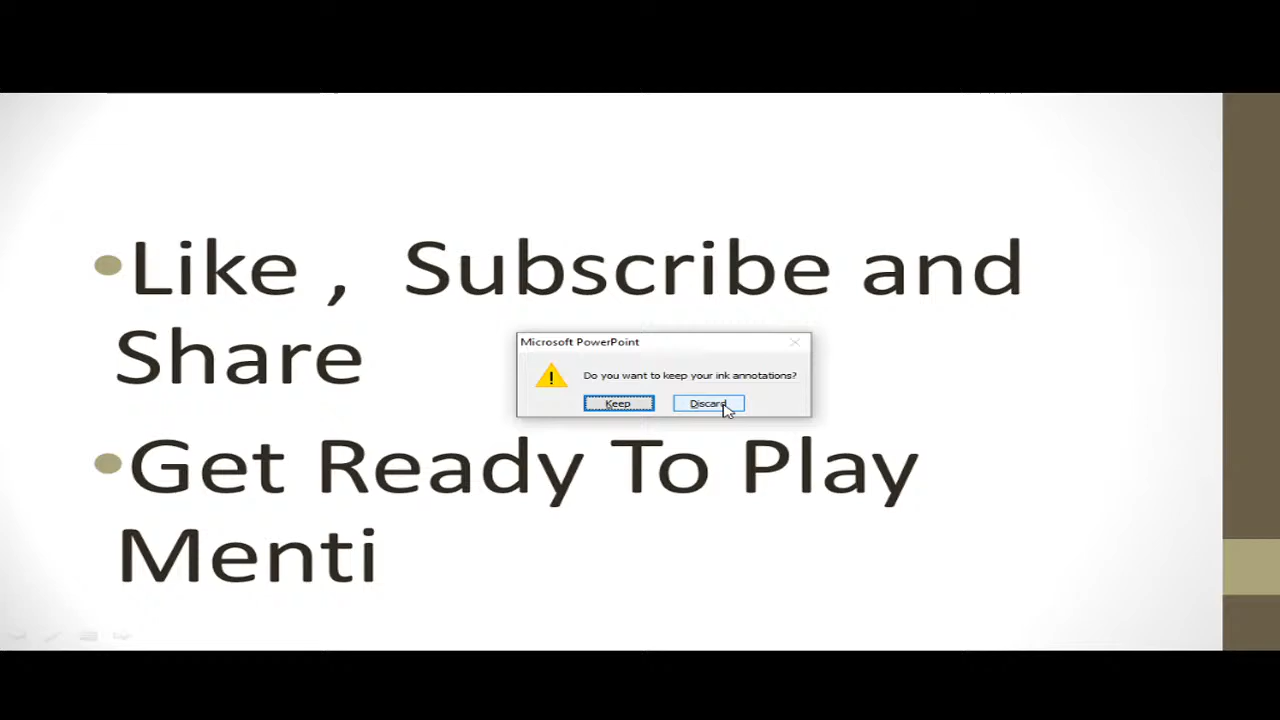 •Like ,  Subscribe and
Share
Microsoft PowerPoint
Do you want to keep your ink annotations?
Keep
Discard
•Get Ready To Play
Menti